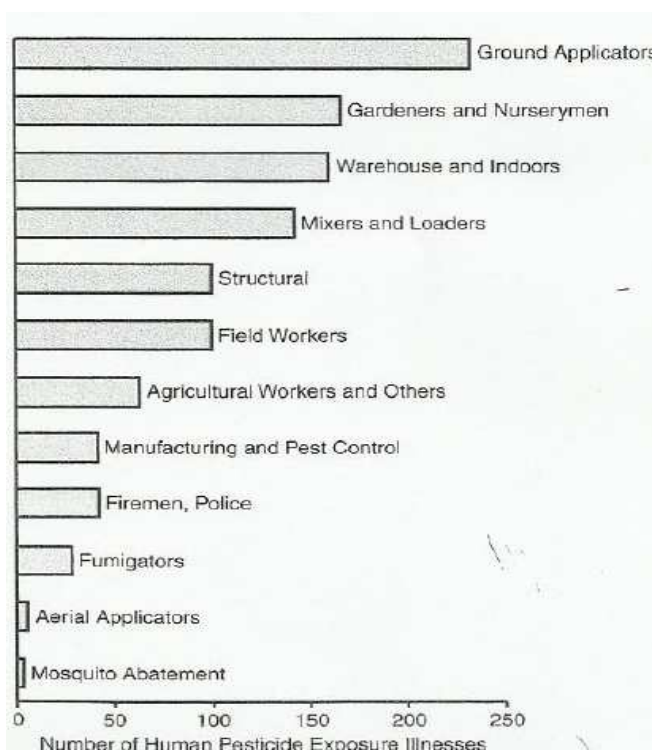 Ground Applicators
Gardeners and Nurserymen
Warehouse and Indoors
Mixers and Loaders
Structural
Field Workers
Agricultural Workers and Others
Manufacturing and Pest Control
Firemen, Police
Fumigators
Aerial Applicators
Mosquito Abatement
0 50 100 150 200 250
Number of Human Pesticide Exposure Illnesses